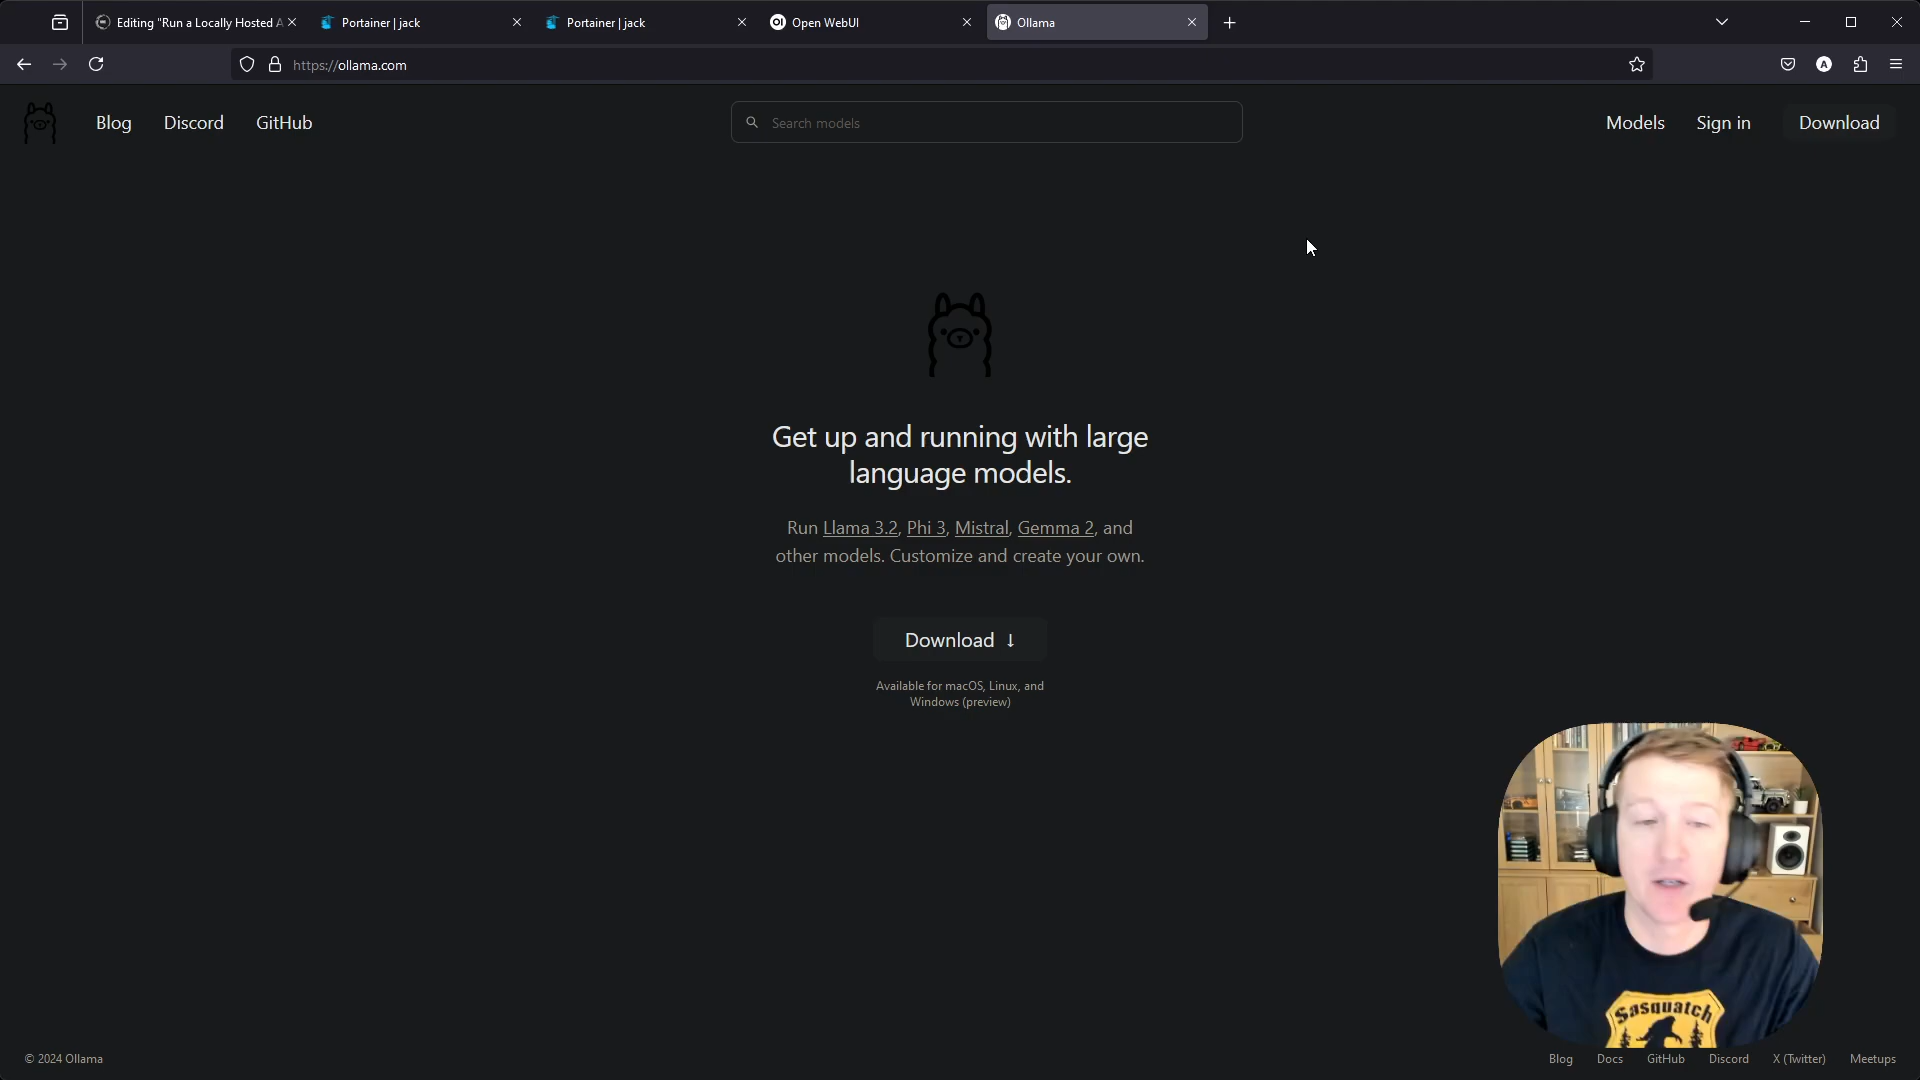 Editing "Run a Locally Hosted A
Portainer | jack
Portainer | jack
OI Open WebUI
Ollama
https://ollama.com
A
Blog
Discord
GitHub
Search models
Models
Sign in
Download
Get up and running with large
language models.
Run Llama 3.2, Phi 3, Mistral, Gemma 2, and
other models. Customize and create your own.
Download ↓
Available for macOS, Linux, and
Windows (preview)
Sasquatch
© 2024 Ollama
Blog
Docs
GitHub
Discord
X (Twitter)
Meetups